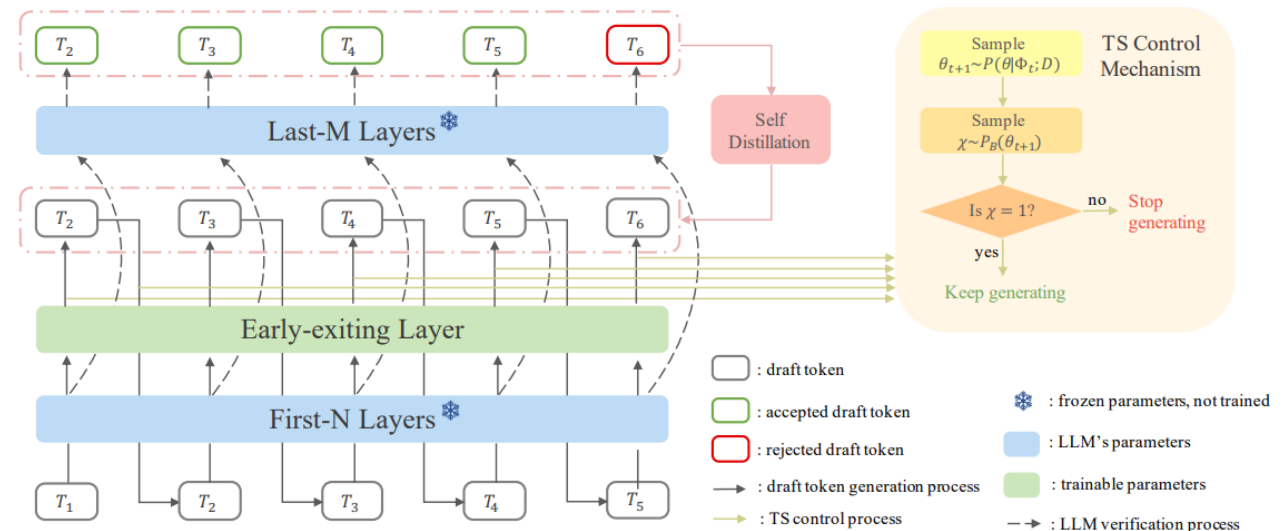 T₂ T₃ T₄ T₅ T₆
Last-M Layers
Self
Distillation
T₂ T₃ T₄ T₅ T₆
Early-exiting Layer
First-N Layers
T₁ T₂ T₃ T₄ T₅
TS Control
Mechanism
Sample
θₜ₊₁~P(θ|Φₜ; D)
Sample
χ~P_B(θₜ₊₁)
Is χ = 1?
no
Stop
generating
yes
Keep generating
: draft token
: accepted draft token
: rejected draft token
: draft token generation process
: TS control process
: frozen parameters, not trained
: LLM's parameters
: trainable parameters
: LLM verification process